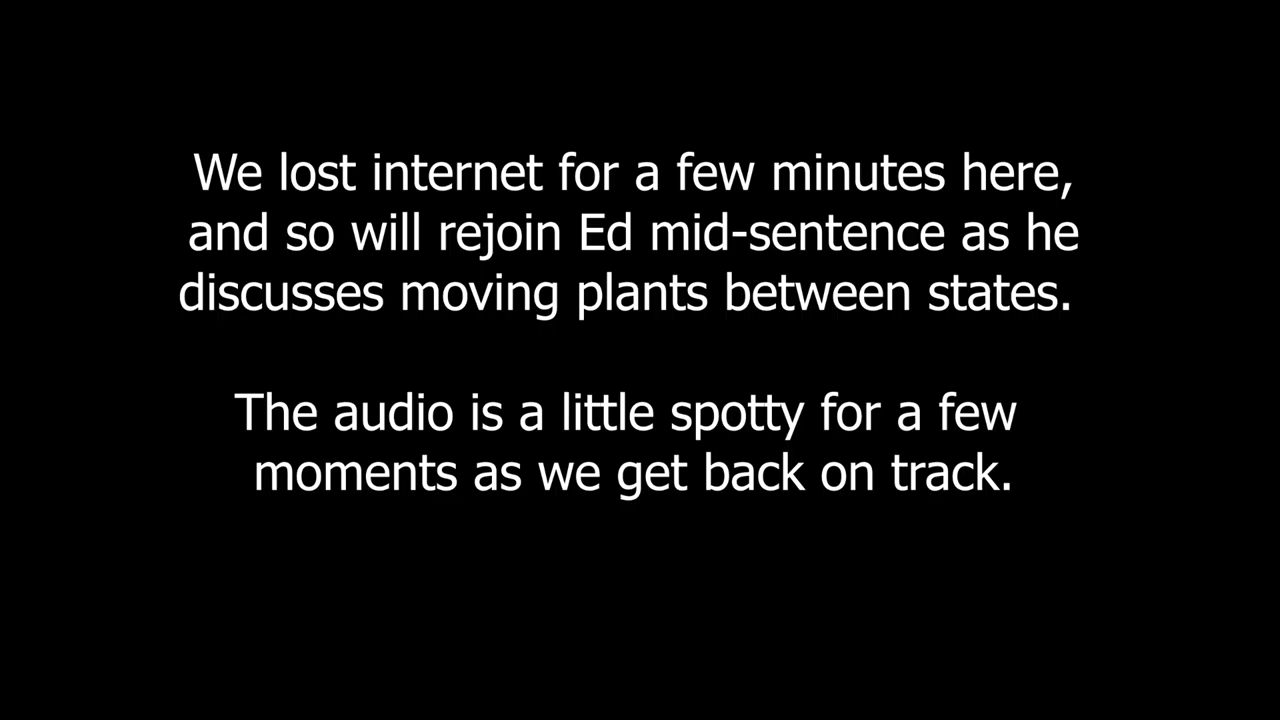 We lost internet for a few minutes here,
and so will rejoin Ed mid-sentence as he
discusses moving plants between states.
The audio is a little spotty for a few
moments as we get back on track.